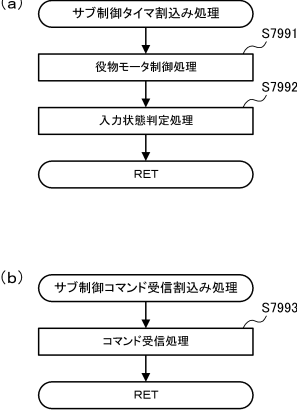 (a)
サブ制御タイマ割込み処理
S7991
役物モータ制御処理
S7992
入力状態判定処理
RET
(b)
サブ制御コマンド受信割込み処理
S7993
コマンド受信処理
RET